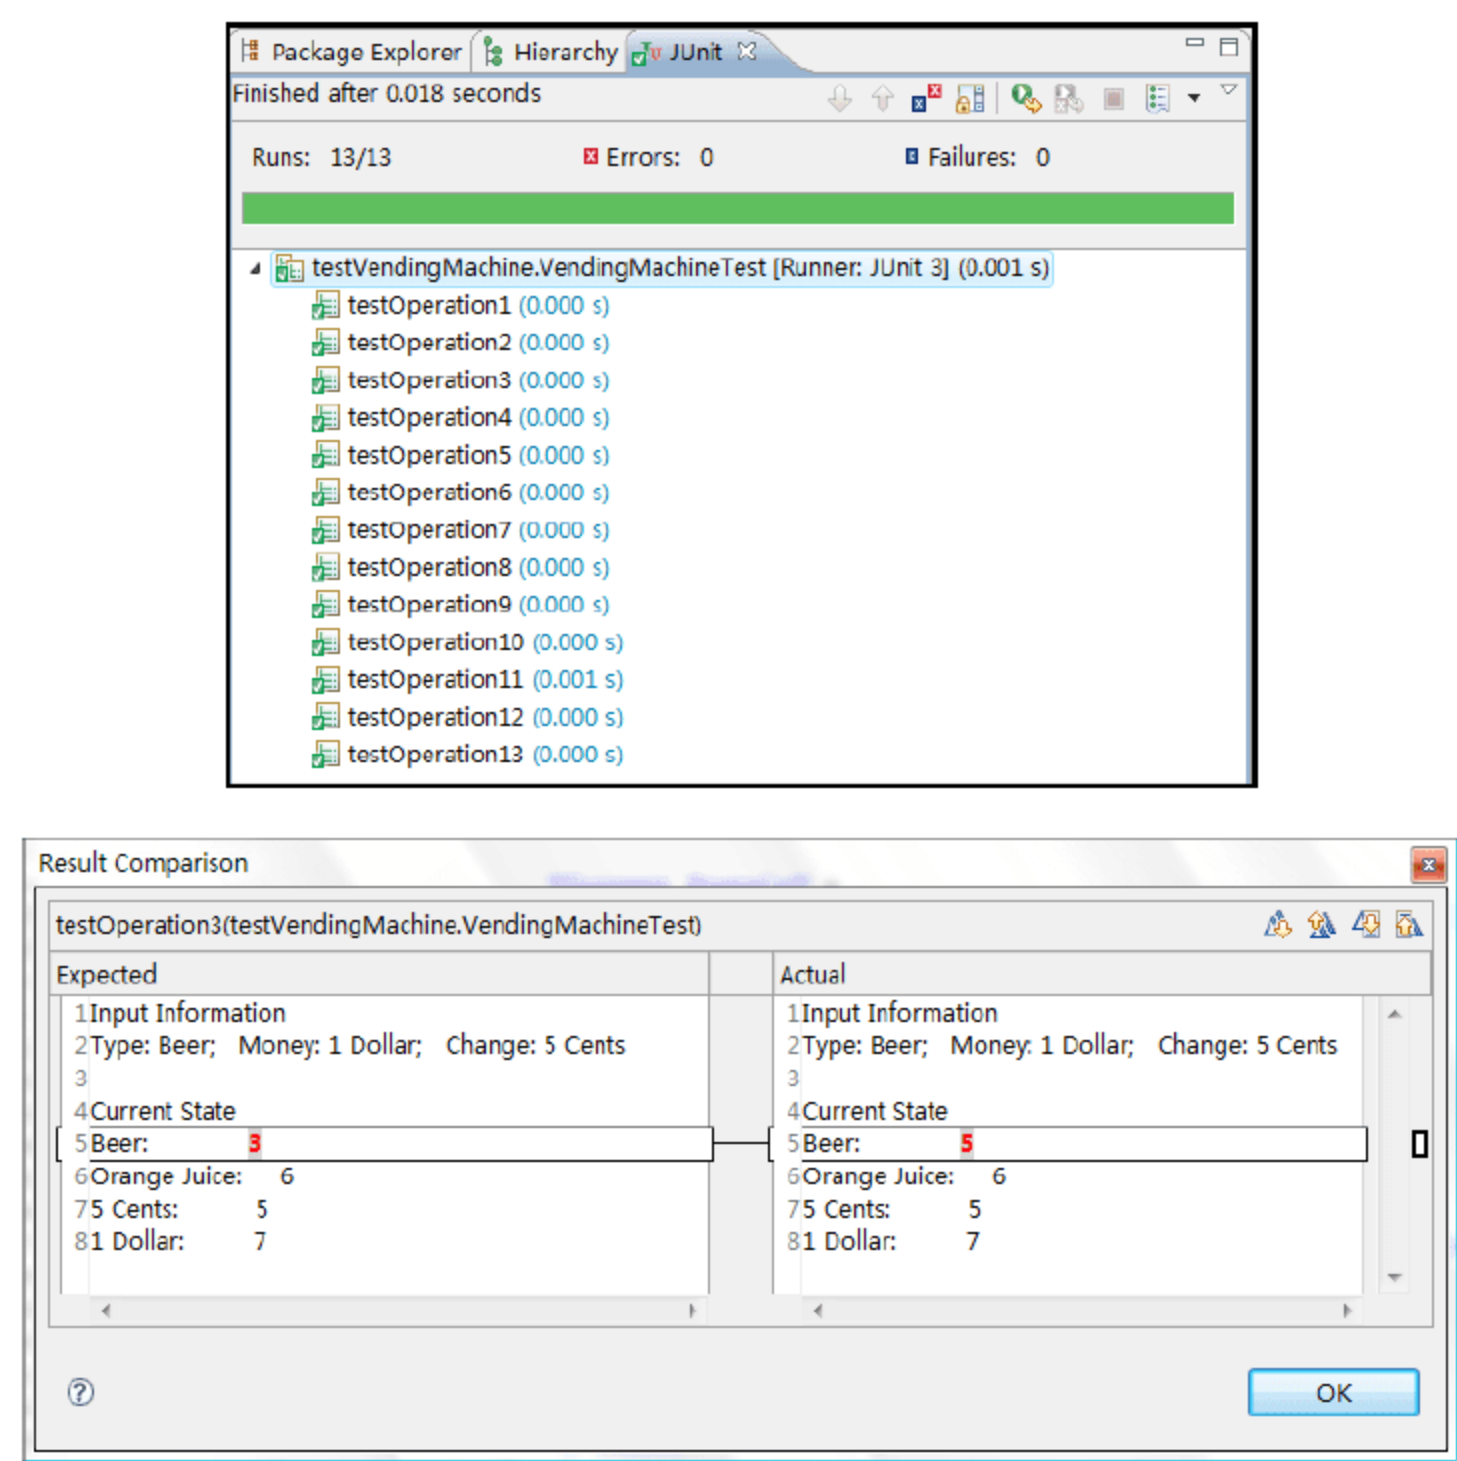 Package Explorer Hierarchy JUnit
Finished after 0.018 seconds
Runs: 13/13 Errors: 0 Failures: 0
testVendingMachine.VendingMachineTest [Runner: JUnit 3] (0.001 s)
testOperation1 (0.000 s)
testOperation2 (0.000 s)
testOperation3 (0.000 s)
testOperation4 (0.000 s)
testOperation5 (0.000 s)
testOperation6 (0.000 s)
testOperation7 (0.000 s)
testOperation8 (0.000 s)
testOperation9 (0.000 s)
testOperation10 (0.000 s)
testOperation11 (0.001 s)
testOperation12 (0.000 s)
testOperation13 (0.000 s)
Result Comparison
testOperation3(testVendingMachine.VendingMachineTest)
Expected
1 Input Information
2 Type: Beer; Money: 1 Dollar; Change: 5 Cents
3
4 Current State
5 Beer: 3
6 Orange Juice: 6
7 5 Cents: 5
8 1 Dollar: 7
Actual
1 Input Information
2 Type: Beer; Money: 1 Dollar; Change: 5 Cents
3
4 Current State
5 Beer: 5
6 Orange Juice: 6
7 5 Cents: 5
8 1 Dollar: 7
OK